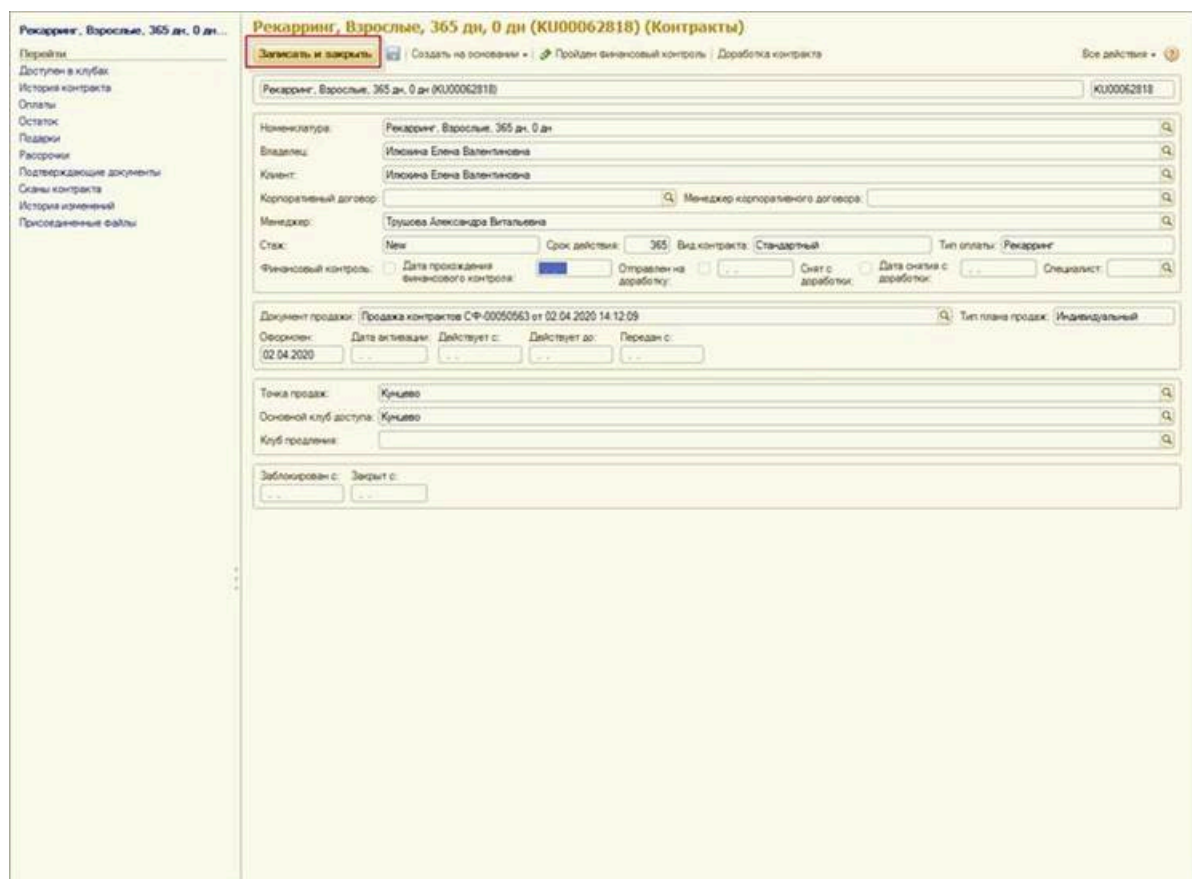 Рекарринг, Взрослые, 365 дн, 0 дн...
Перейти
Доступен в клубах
История контракта
Оплаты
Остаток
Подарки
Рассрочки
Подтверждающие документы
Сканы контракта
История изменений
Присоединенные файлы
Рекарринг, Взрослые, 365 дн, 0 дн (KU00062818) (Контракты)
Записать и закрыть Создать на основании Пройден финансовый контроль Доработка контракта Все действия
Рекарринг, Взрослые, 365 дн, 0 дн (KU00062818) KU00062818
Номенклатура: Рекарринг, Взрослые, 365 дн, 0 дн
Владелец: Илюхина Елена Валентиновна
Клиент: Илюхина Елена Валентиновна
Корпоративный договор: Менеджер корпоративного договора:
Менеджер: Трушова Александра Витальевна
Стаж: New Срок действия: 365 Вид контракта: Стандартный Тип оплаты: Рекарринг
Финансовый контроль: Дата прохождения финансового контроля: Отправлен на доработку: Снят с доработки: Дата снятия с доработки: Специалист:
Документ продажи: Продажа контрактов СФ-00050563 от 02.04.2020 14:12:09 Тип плана продаж: Индивидуальный
Оформлен: Дата активации: Действует с: Действует до: Передан с:
02.04.2020
Точка продаж: Кунцево
Основной клуб доступа: Кунцево
Клуб продления:
Заблокирован с: Закрыт с: